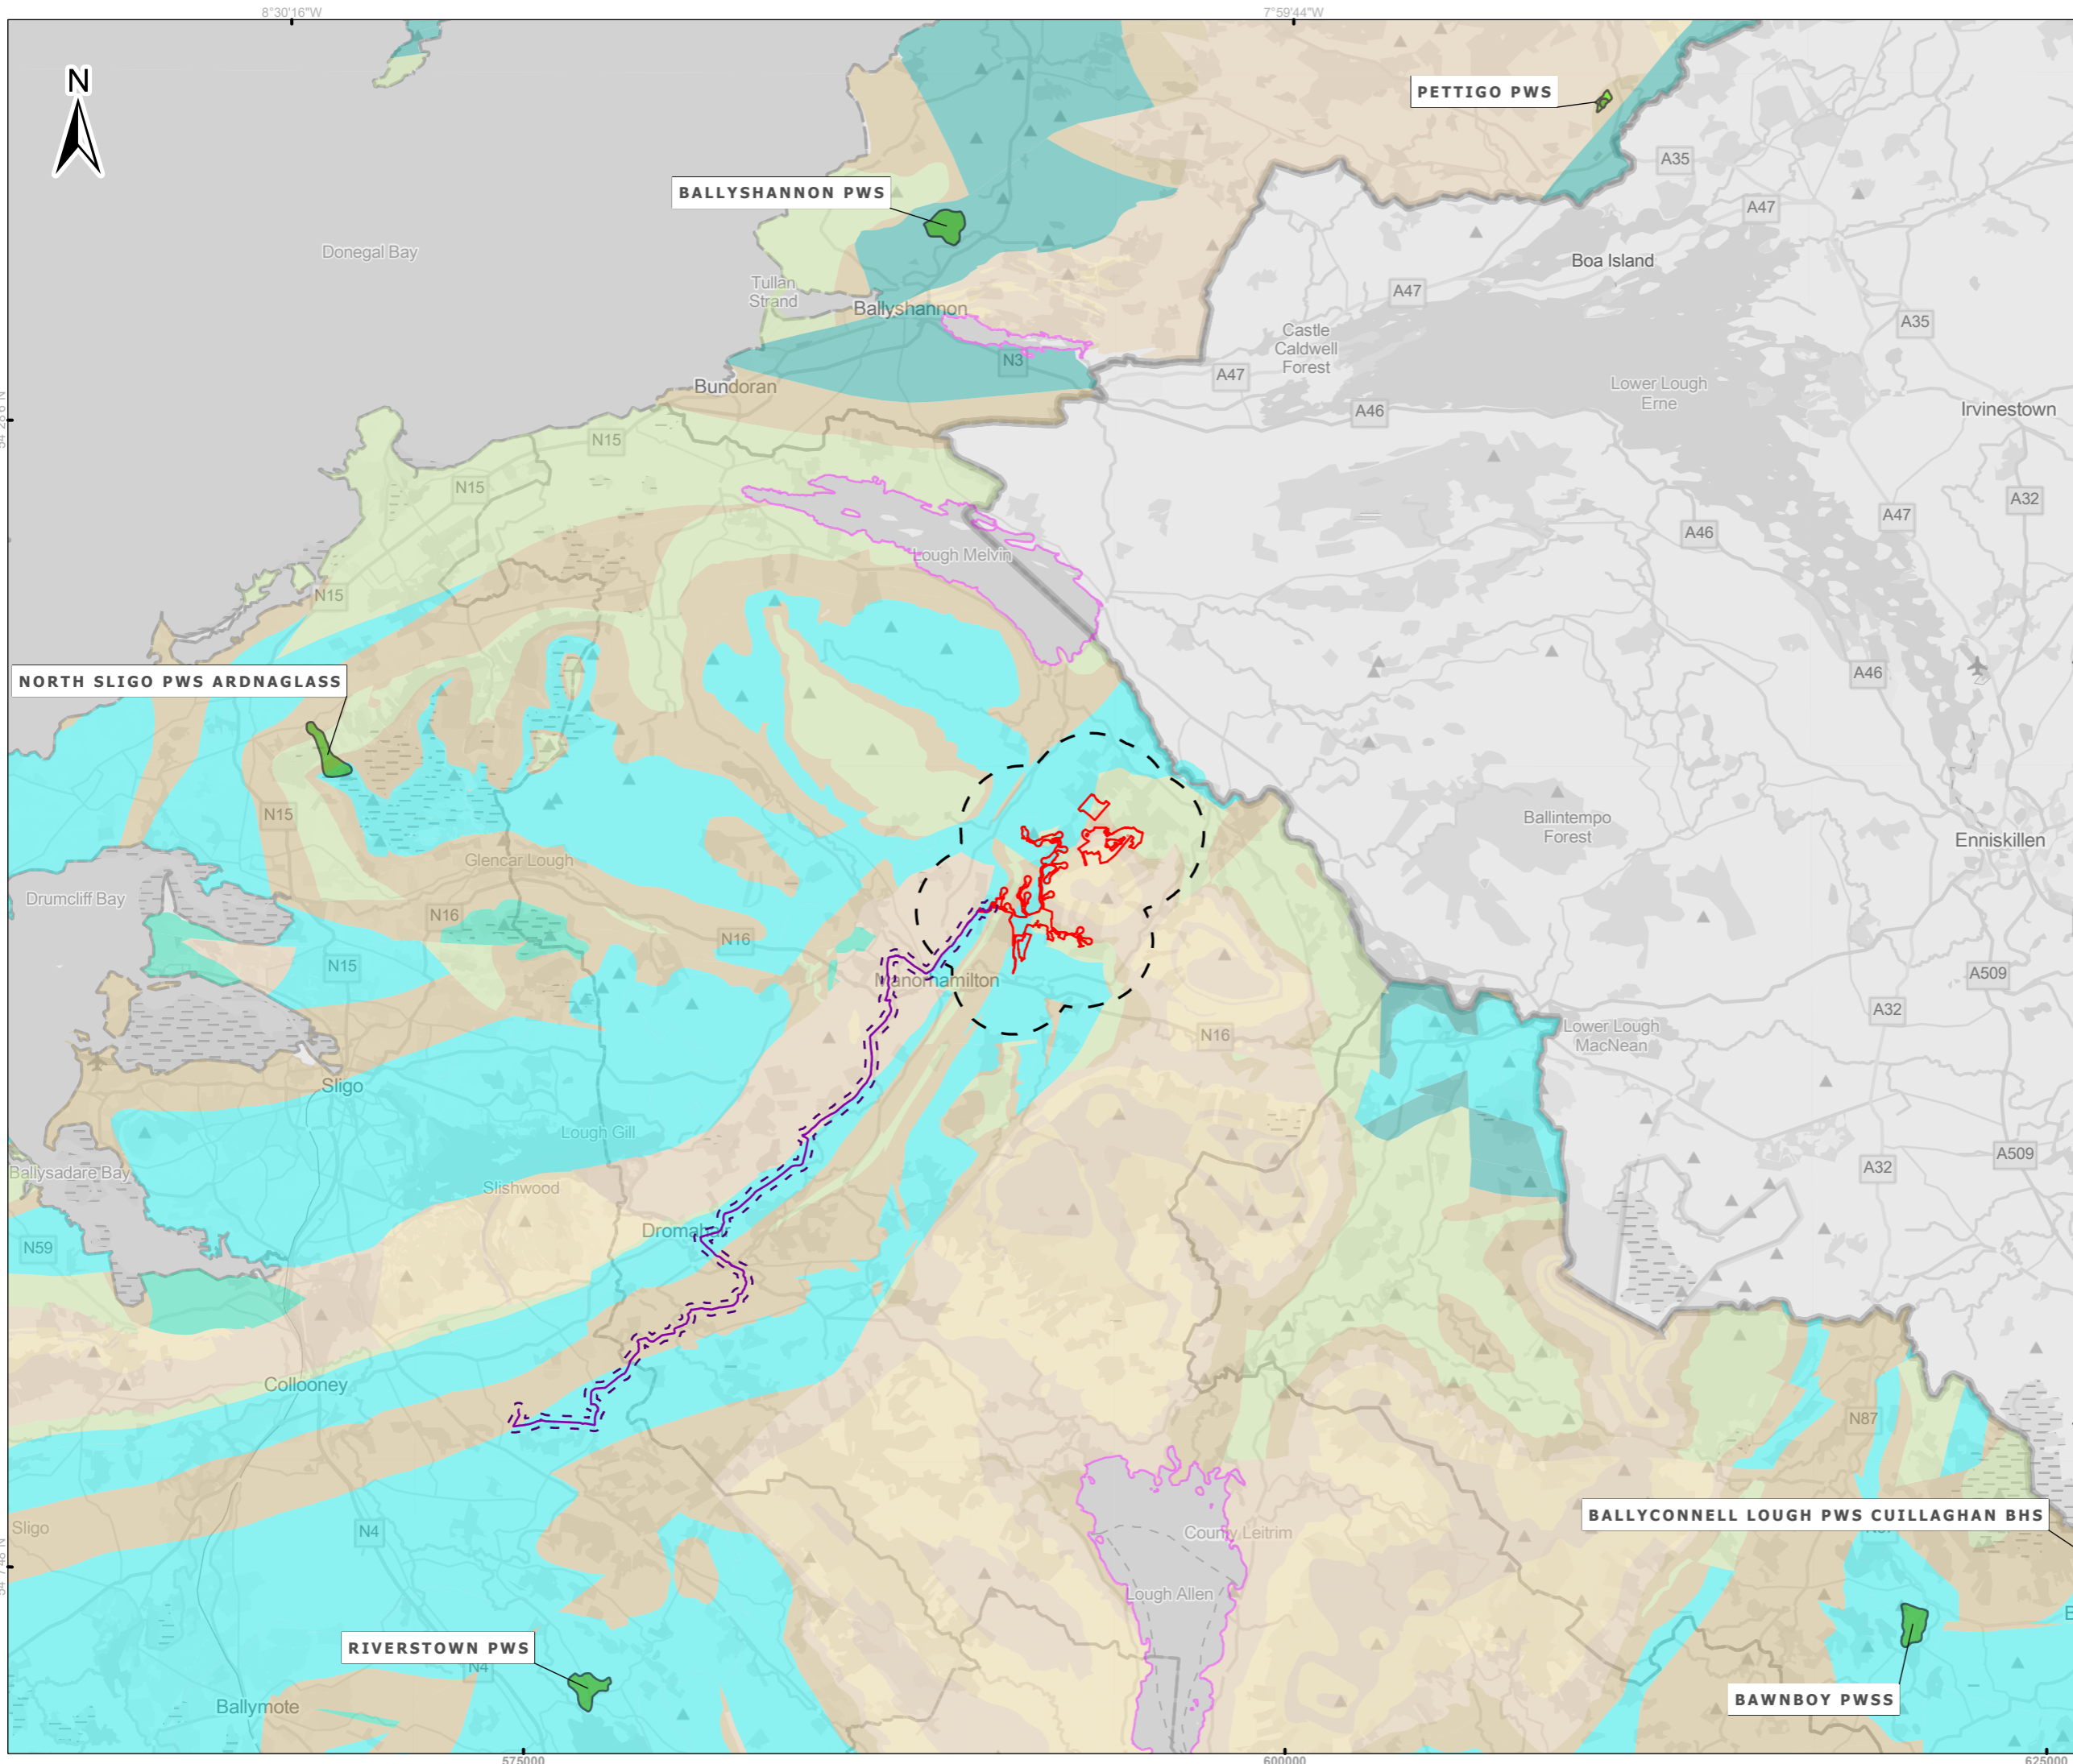 8°30'16"W
7°59'44"W
N
PETTIGO PWS
A35
A47
BALLYSHANNON PWS
Donegal Bay
Boa Island
Tullan
Strand
A47
Ballyshannon
A35
Castle
Caldwell
Forest
N3
A47
Bundoran
Lower Lough
Erne
A46
Irvinestown
N15
N15
A32
A47
A46
Lough Melvin
N15
A46
NORTH SLIGO PWS ARDNAGLASS
N15
Ballintempo
Forest
Enniskillen
Glencar Lough
Drumcliff Bay
N16
N16
N15
Manorhamilton
A509
A32
N16
Lower Lough
MacNean
Sligo
Lough Gill
A509
A32
Ballysadare Bay
Slishwood
Dromahair
N59
Collooney
N87
BALLYCONNELL LOUGH PWS CUILLAGHAN BHS
Sligo
N4
County Leitrim
Lough Allen
RIVERSTOWN PWS
N4
BAWNBOY PWSS
Ballymote
575000
600000
625000